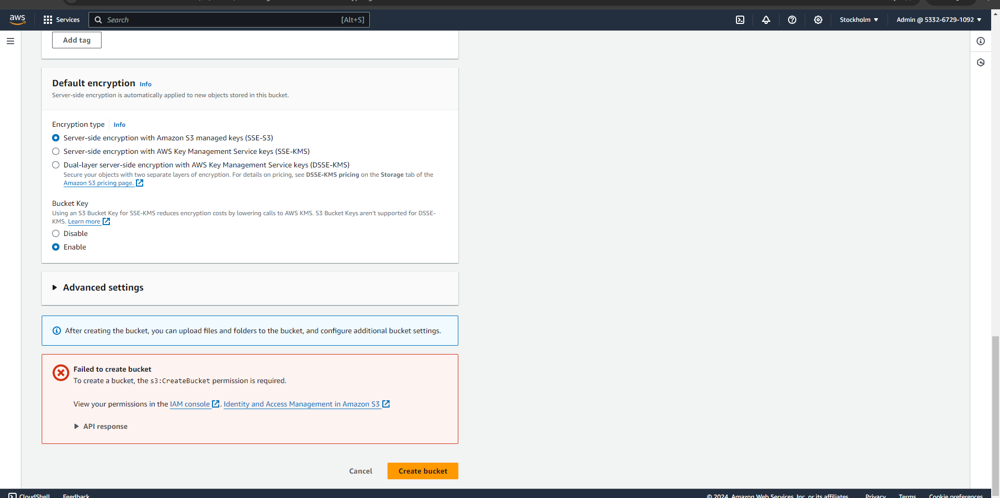 aws
Services
Search
[Alt+S]
Stockholm
Admin @ 5332-6729-1092
Add tag
Default encryption Info
Server-side encryption is automatically applied to new objects stored in this bucket.
Encryption type Info
Server-side encryption with Amazon S3 managed keys (SSE-S3)
Server-side encryption with AWS Key Management Service keys (SSE-KMS)
Dual-layer server-side encryption with AWS Key Management Service keys (DSSE-KMS)
Secure your objects with two separate layers of encryption. For details on pricing, see DSSE-KMS pricing on the Storage tab of the
Amazon S3 pricing page.
Bucket Key
Using an S3 Bucket Key for SSE-KMS reduces encryption costs by lowering calls to AWS KMS. S3 Bucket Keys aren't supported for DSSE-
KMS. Learn more
Disable
Enable
Advanced settings
After creating the bucket, you can upload files and folders to the bucket, and configure additional bucket settings.
Failed to create bucket
To create a bucket, the s3:CreateBucket permission is required.
View your permissions in the IAM console. Identity and Access Management in Amazon S3
API response
Cancel
Create bucket
CloudShell
Feedback
© 2024, Amazon Web Services, Inc. or its affiliates.
Privacy
Terms
Cookie preferences